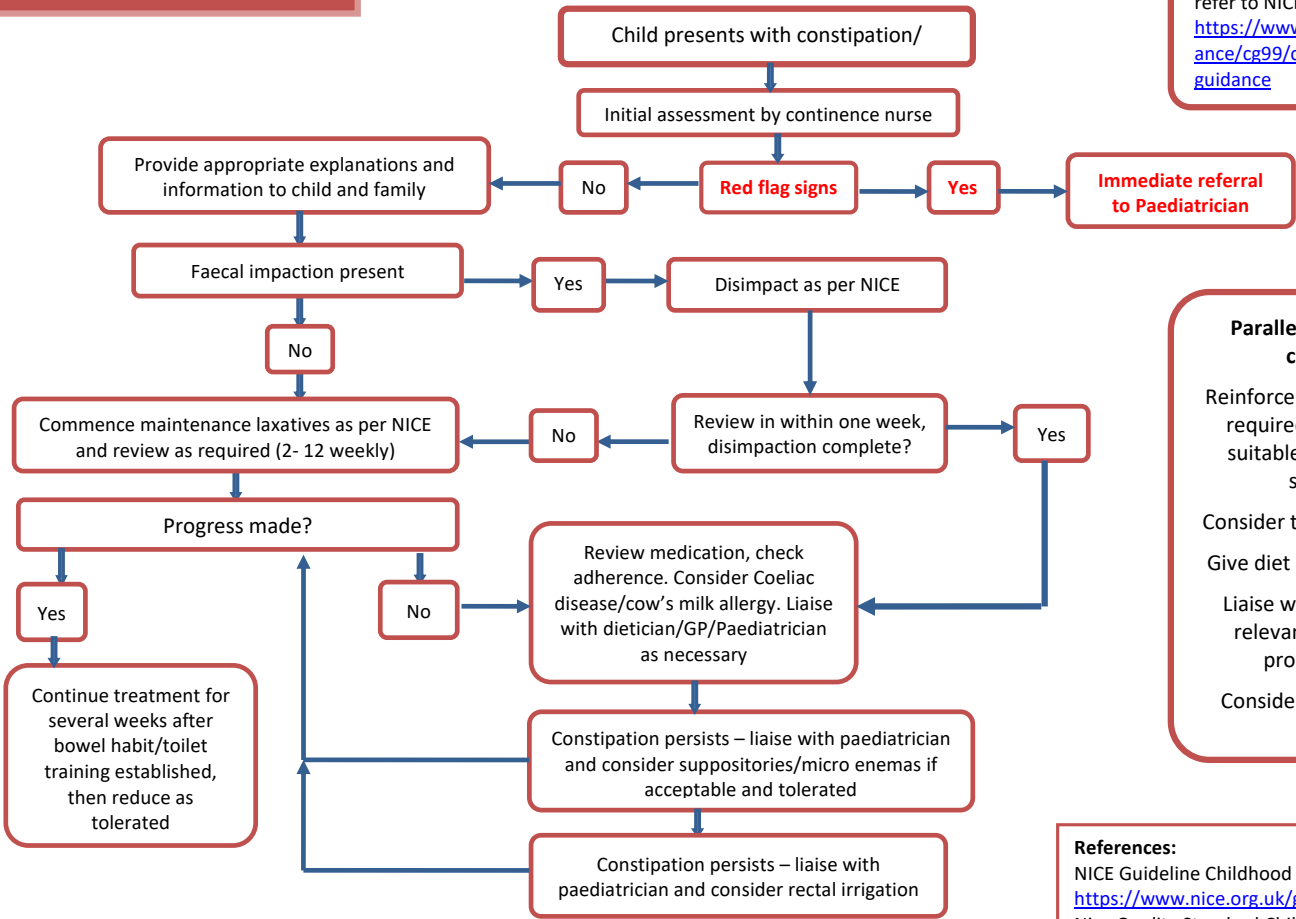 refer to NICE
https://www
ance/cg99/c
guidance
Child presents with constipation/
Initial assessment by continence nurse
Provide appropriate explanations and
information to child and family
No
Red flag signs
Yes
Immediate referral
to Paediatrician
Faecal impaction present
Yes
Disimpact as per NICE
No
Commence maintenance laxatives as per NICE
and review as required (2- 12 weekly)
No
Review in within one week,
disimpaction complete?
Yes
Progress made?
Yes
No
Review medication, check
adherence. Consider Coeliac
disease/cow’s milk allergy. Liaise
with dietician/GP/Paediatrician
as necessary
Continue treatment for
several weeks after
bowel habit/toilet
training established,
then reduce as
tolerated
Constipation persists – liaise with paediatrician
and consider suppositories/micro enemas if
acceptable and tolerated
Constipation persists – liaise with
paediatrician and consider rectal irrigation
Paralle
c
Reinforce
require
suitable
s
Consider t
Give diet
Liaise w
relevan
pro
Conside
References:
NICE Guideline Childhood
https://www.nice.org.uk/g